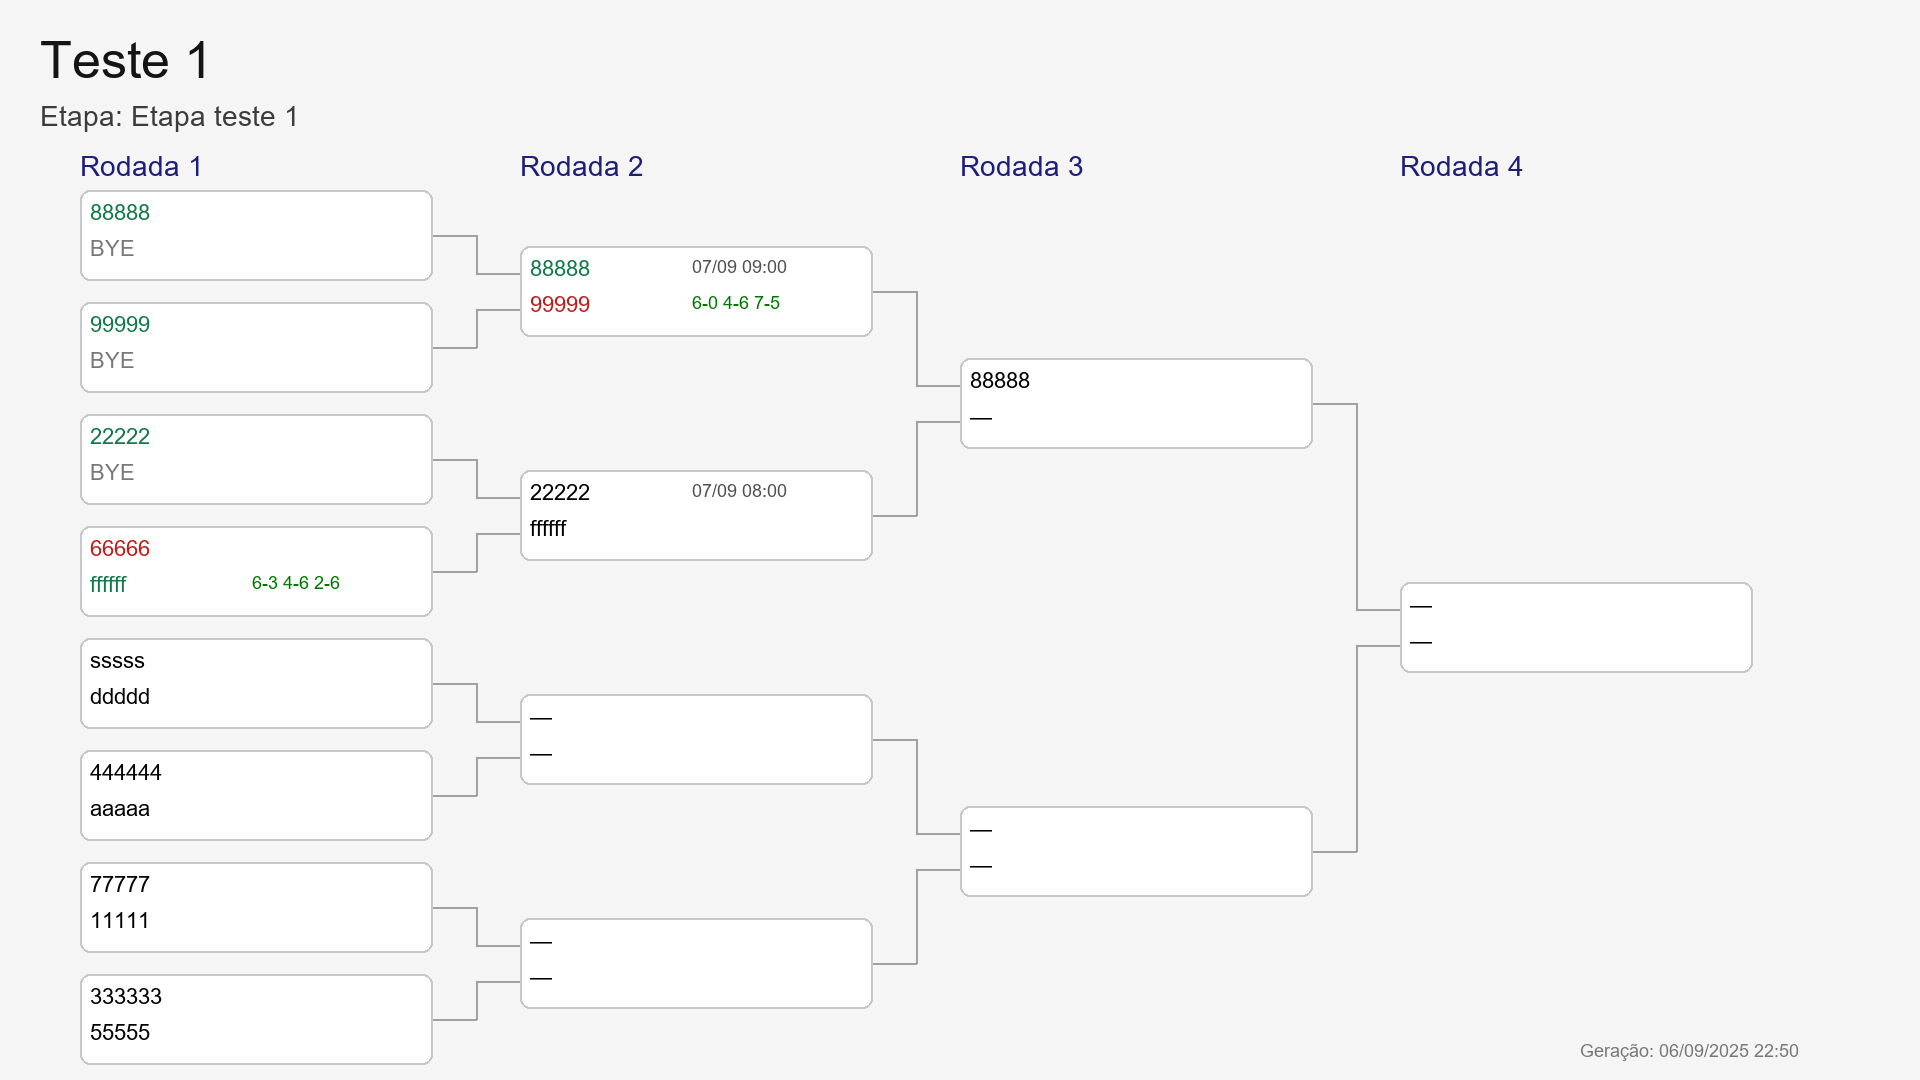 Teste 1
Etapa: Etapa teste 1
Rodada 1
88888
BYE
99999
BYE
22222
BYE
66666
ffffff 6-3 4-6 2-6
sssss
ddddd
444444
aaaaa
77777
11111
333333
55555
Rodada 2
88888 07/09 09:00
99999 6-0 4-6 7-5
22222 07/09 08:00
ffffff
—
—
—
—
Rodada 3
88888
—
—
—
Rodada 4
—
—
Geração: 06/09/2025 22:50